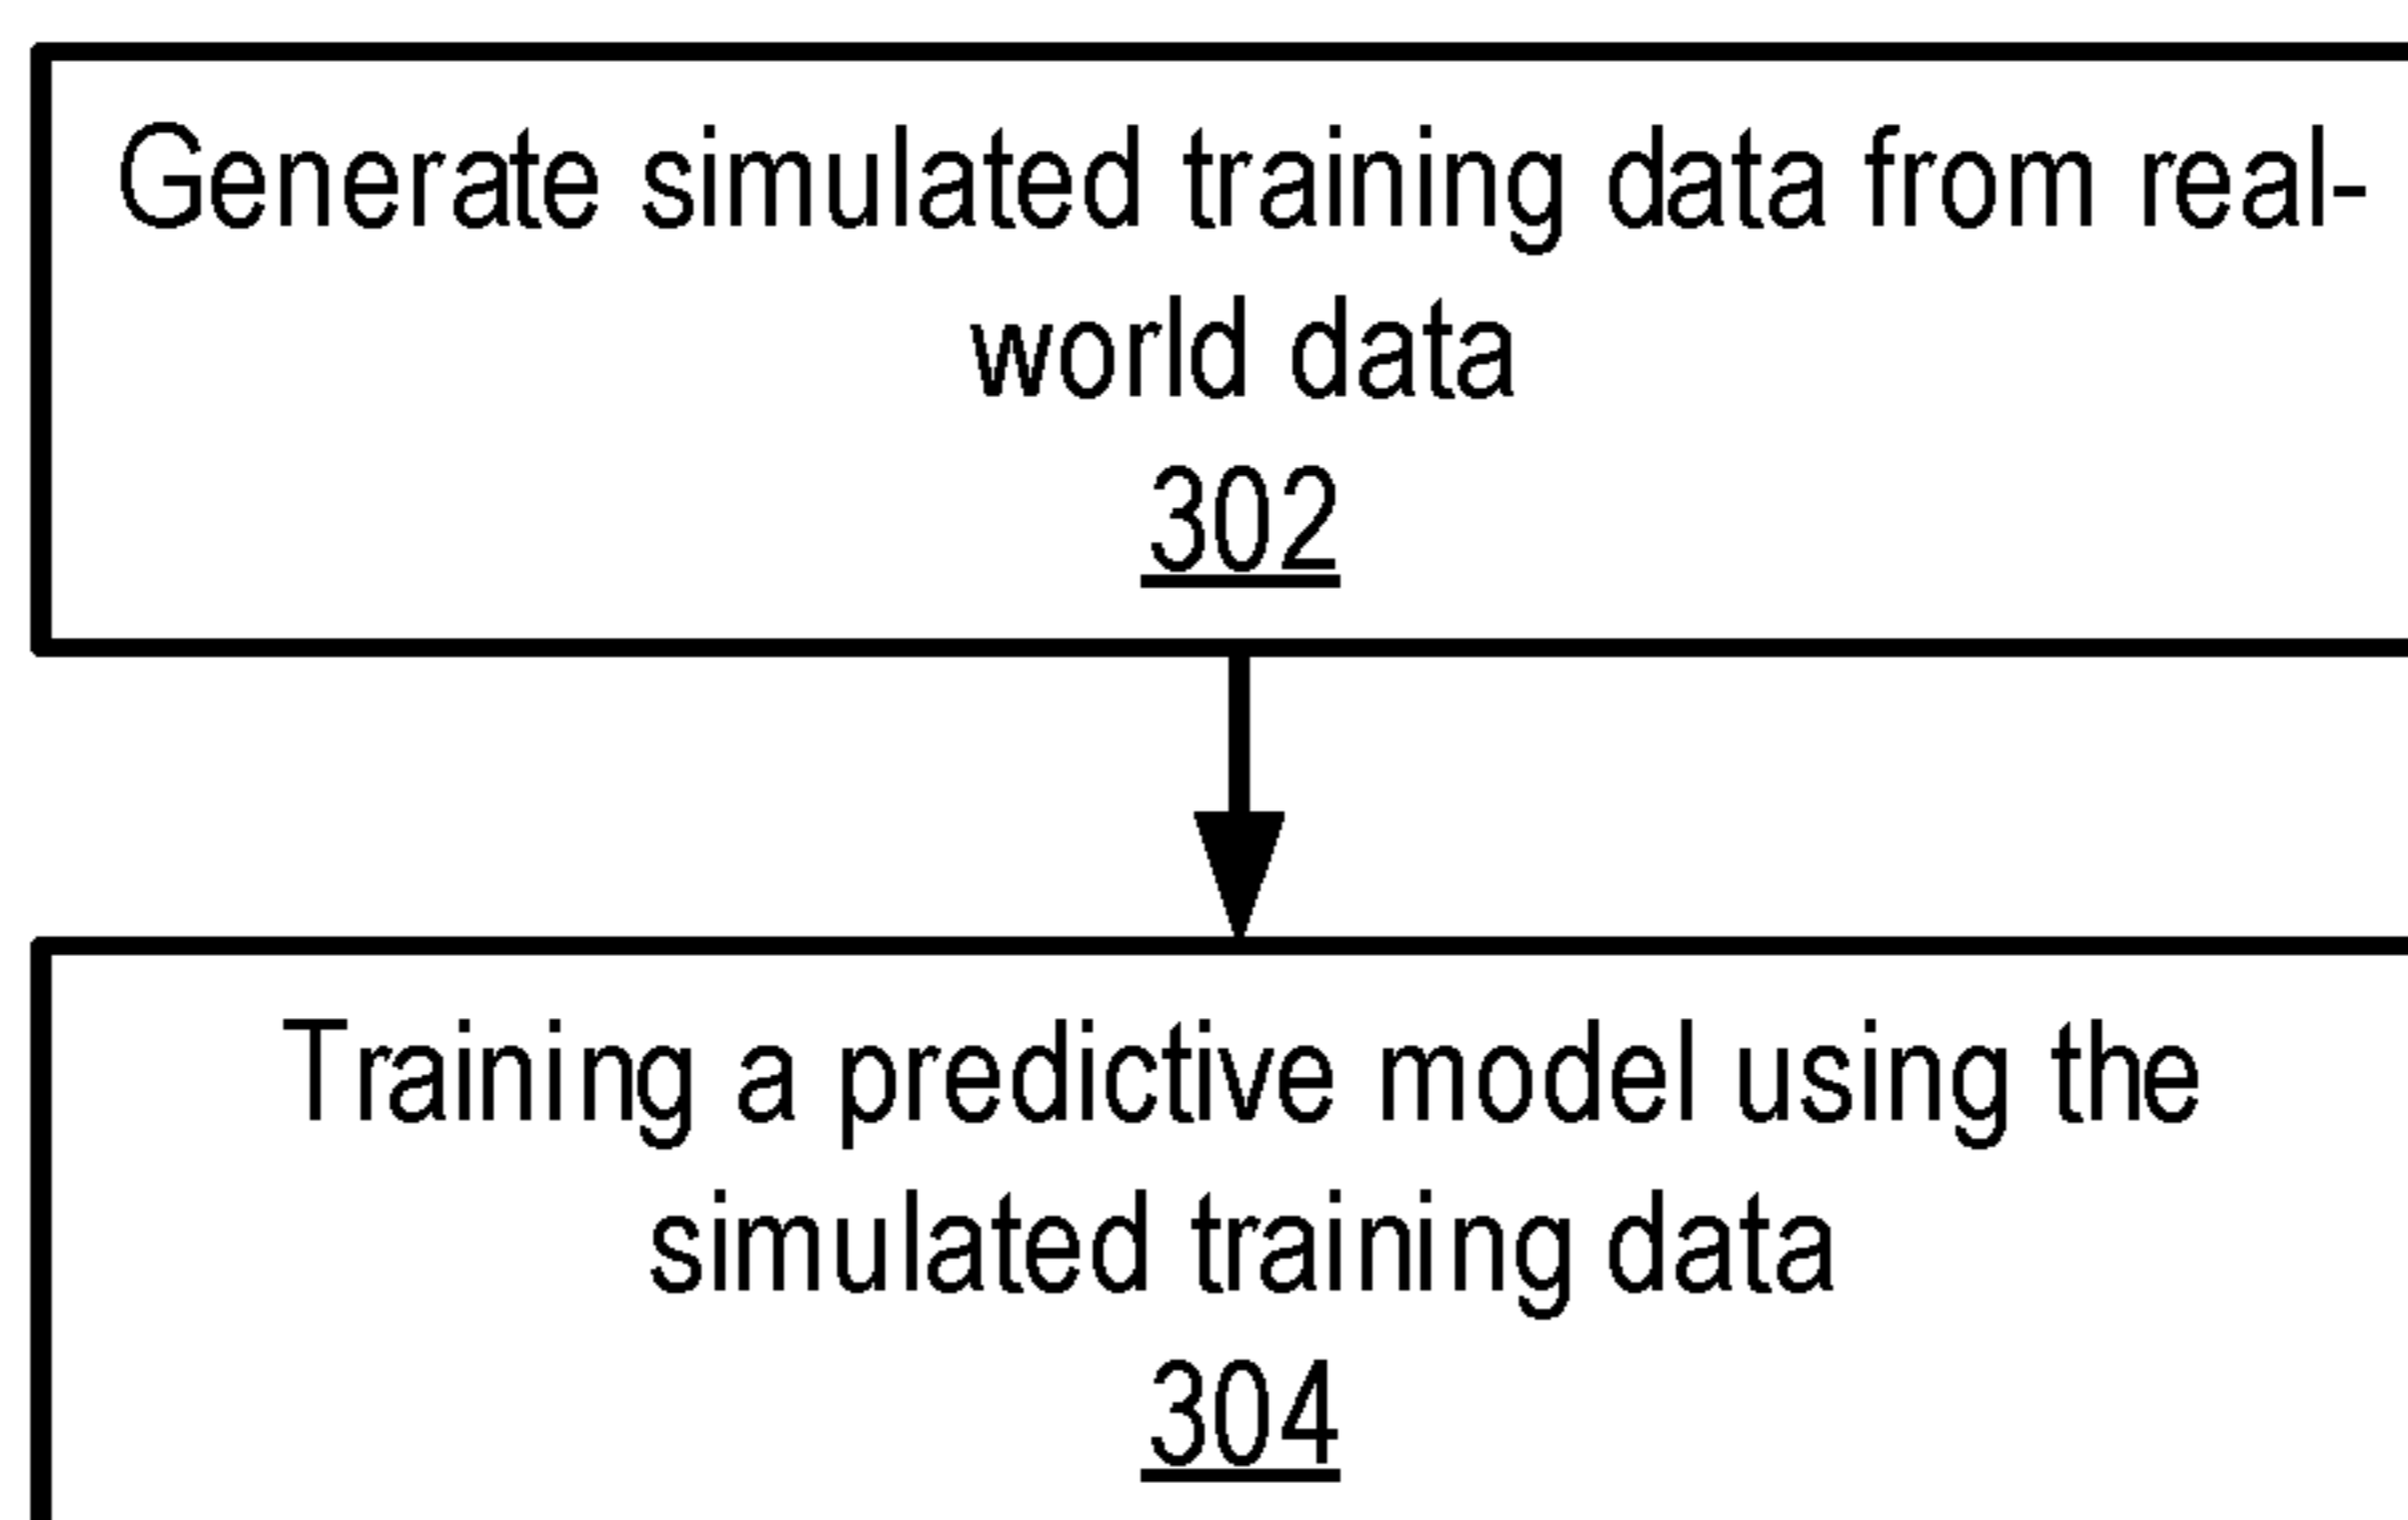 Generate simulated training data from real-
world data
302
Training a predictive model using the
simulated training data
304